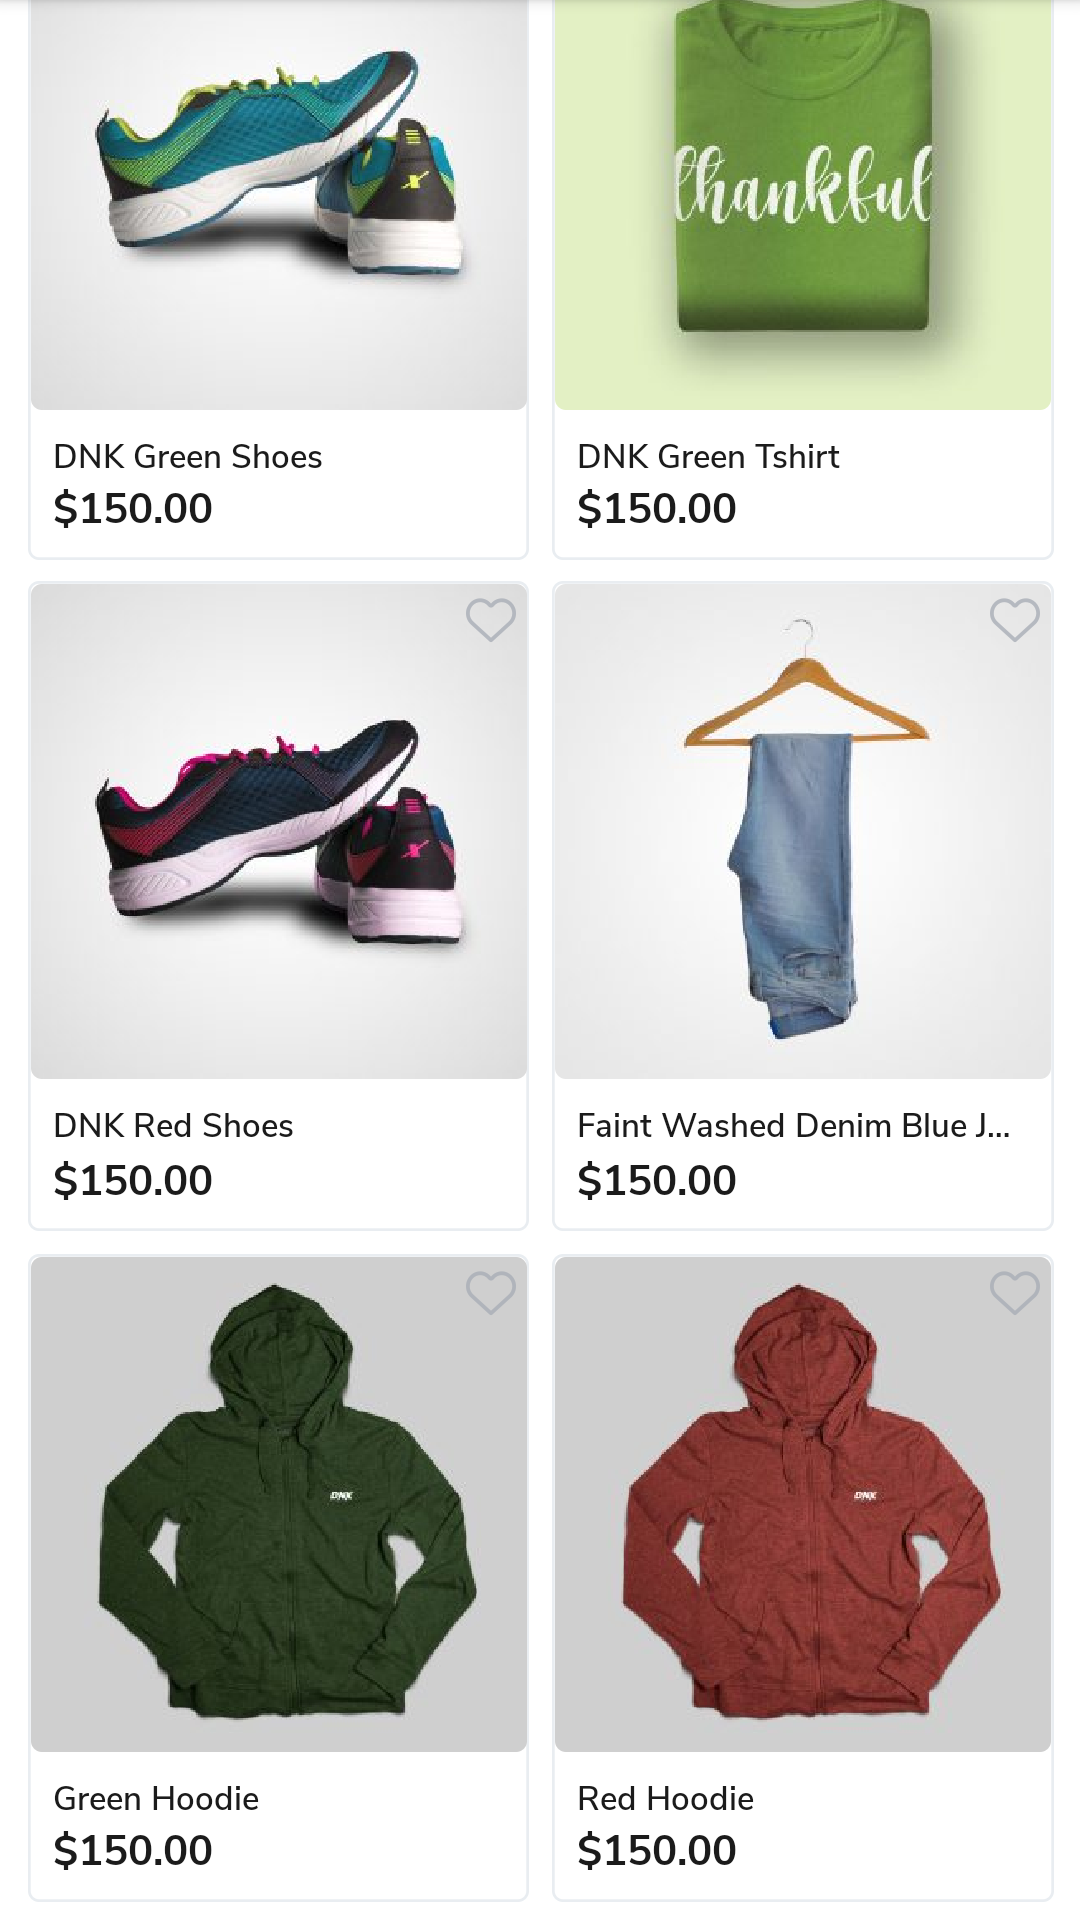 thankful
DNK Green Shoes
$150.00
DNK Green Tshirt
$150.00
DNK Red Shoes
$150.00
Faint Washed Denim Blue J...
$150.00
DNK
DNK
Green Hoodie
$150.00
Red Hoodie
$150.00